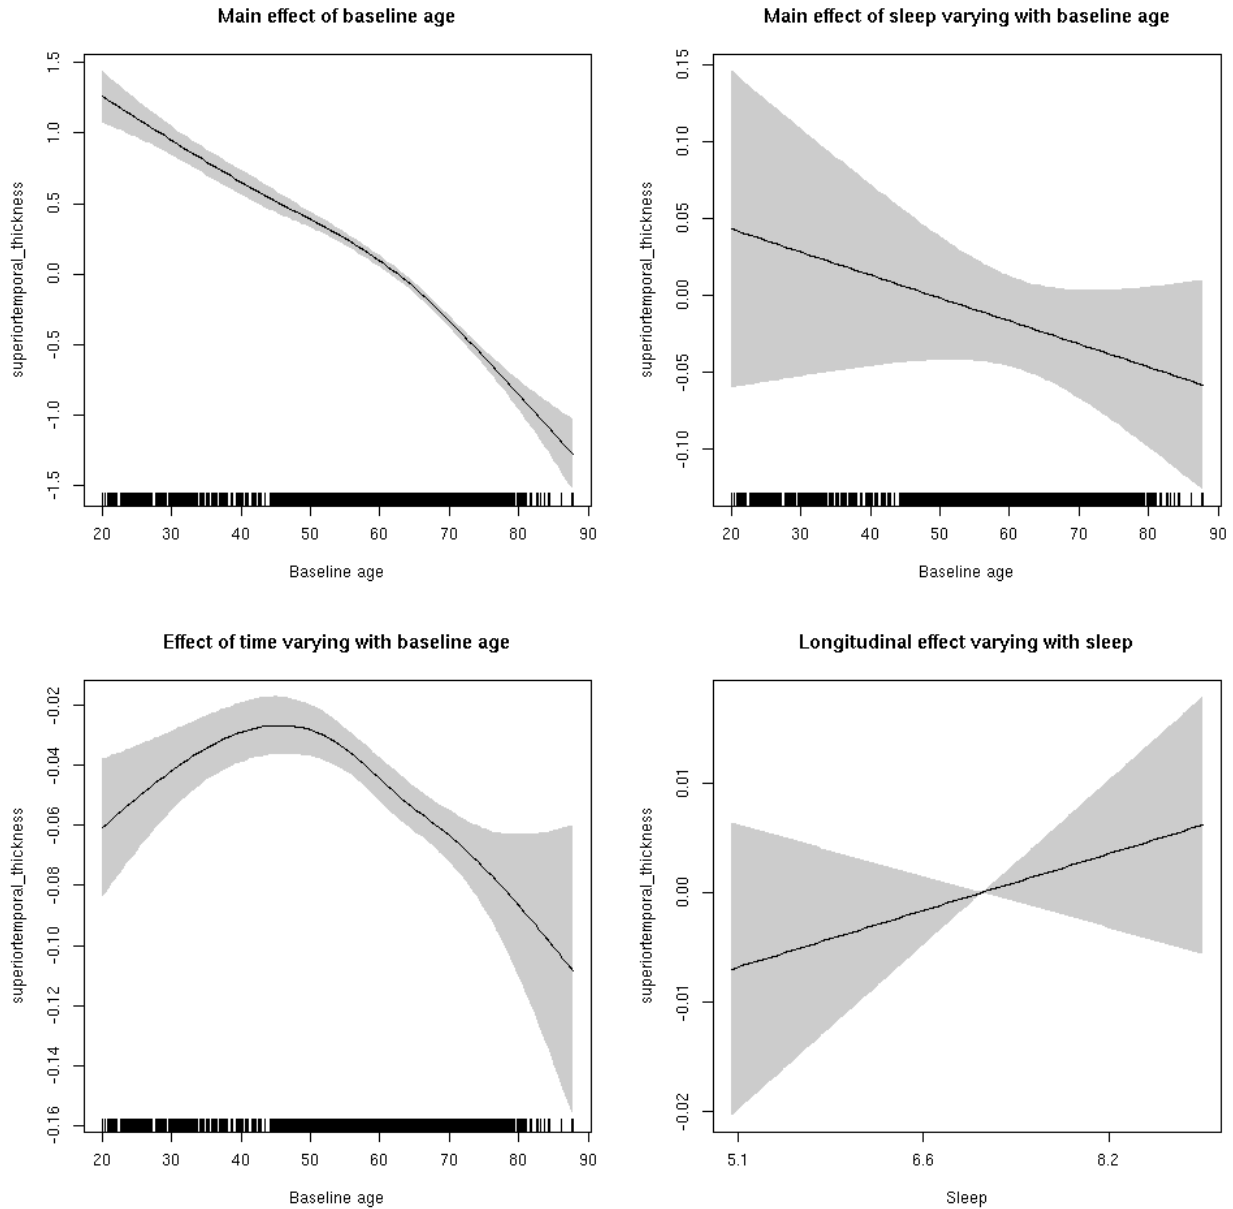 Main effect of baseline age
superiortemporal_thickness
1.5
1.0
0.5
0.0
-0.5
-1.0
-1.5
20 30 40 50 60 70 80 90
Baseline age
Main effect of sleep varying with baseline age
superiortemporal_thickness
0.15
0.10
0.05
0.00
-0.05
-0.10
20 30 40 50 60 70 80 90
Baseline age
Effect of time varying with baseline age
superiortemporal_thickness
-0.02
-0.04
-0.06
-0.08
-0.10
-0.12
-0.14
-0.16
20 30 40 50 60 70 80 90
Baseline age
Longitudinal effect varying with sleep
superiortemporal_thickness
0.01
0.00
-0.01
-0.02
5.1 6.6 8.2
Sleep